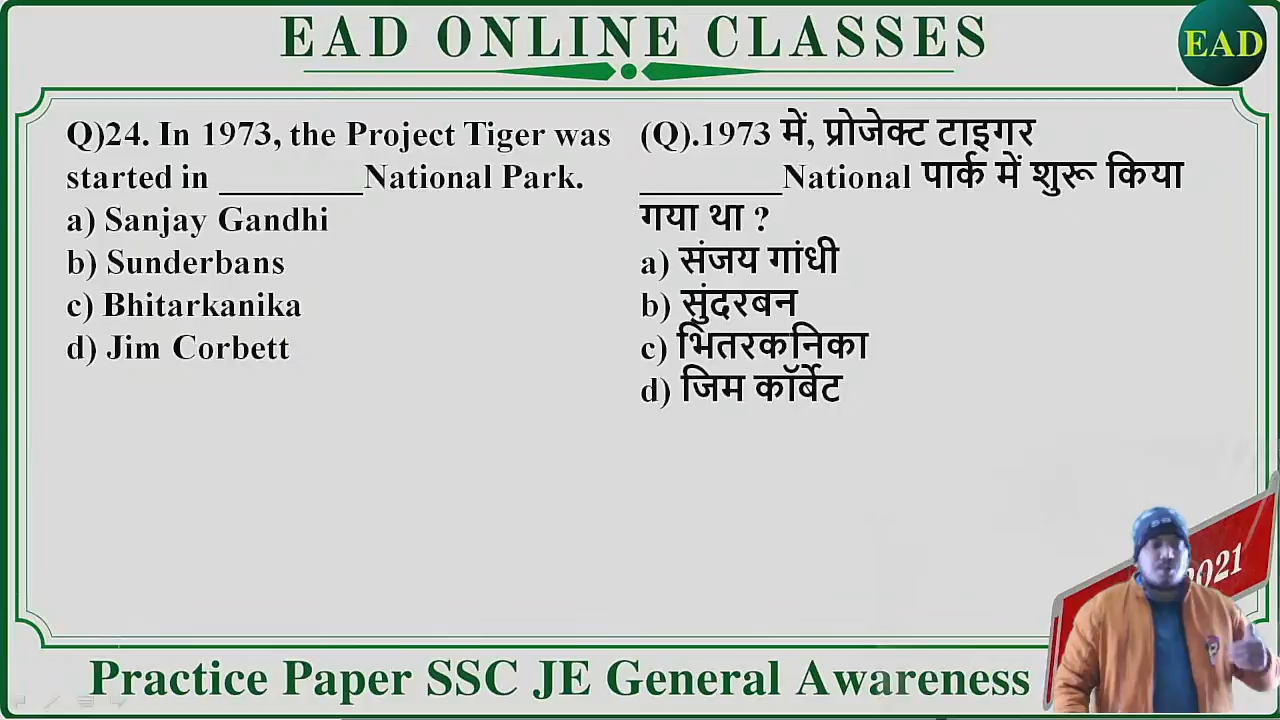 EAD ONLINE CLASSES
EAD
Q)24. In 1973, the Project Tiger was
started in ________National Park.
a) Sanjay Gandhi
b) Sunderbans
c) Bhitarkanika
d) Jim Corbett
(Q).1973 में, प्रोजेक्ट टाइगर
________National पार्क में शुरू किया
गया था ?
a) संजय गांधी
b) सुंदरबन
c) भितरकनिका
d) जिम कॉर्बेट
2021
Practice Paper SSC JE General Awareness